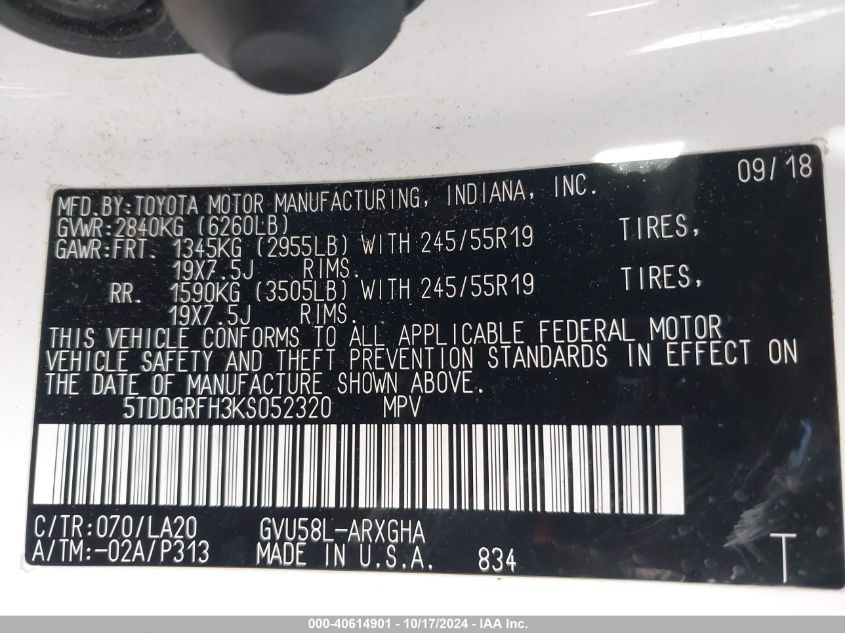 09/18
MFD.BY:TOYOTA MOTOR MANUFACTURING, INDIANA, INC.
GVWR:2840KG (6260LB)
GAWR:FRT. 1345KG (2955LB) WITH 245/55R19 TIRES,
19X7.5J RIMS.
RR. 1590KG (3505LB) WITH 245/55R19 TIRES,
19X7.5J RIMS.
THIS VEHICLE CONFORMS TO ALL APPLICABLE FEDERAL MOTOR
VEHICLE SAFETY AND THEFT PREVENTION STANDARDS IN EFFECT ON
THE DATE OF MANUFACTURE SHOWN ABOVE.
5TDDGRFH3KS052320 MPV
C/TR:070/LA20 GVU58L-ARXGHA
A/TM:-02A/P313 MADE IN U.S.A. 834 T
000-40614901 - 10/17/2024 - IAA Inc.